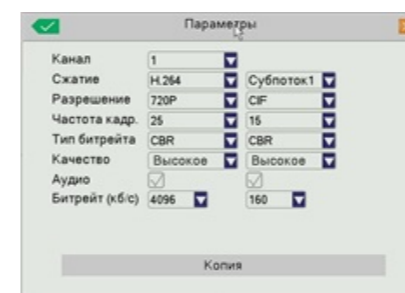 Параметры
Канал 1
Сжатие H.264 Субпоток1
Разрешение 720P CIF
Частота кадр. 25 15
Тип битрейта CBR CBR
Качество Высокое Высокое
Аудио
Битрейт (кб/с) 4096 160
Копия